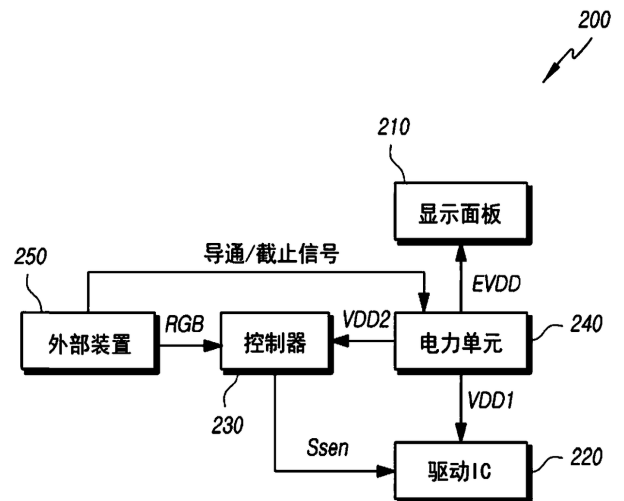 200
210
显示面板
导通/截止信号
250
EVDD
RGB
VDD2
外部装置
控制器
电力单元
240
230
VDD1
Ssen
驱动IC
220